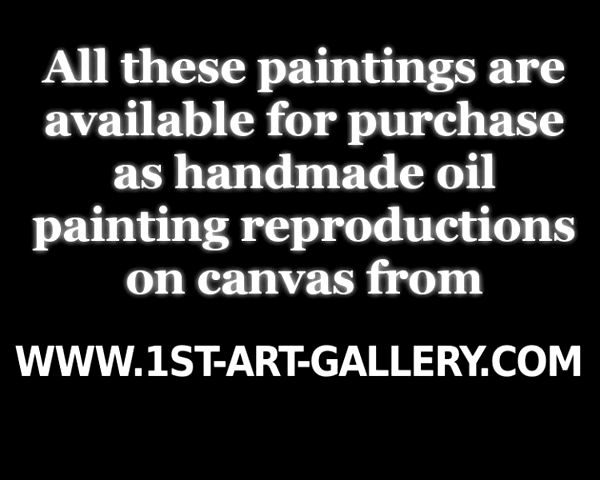 All these paintings are
available for purchase
as handmade oil
painting reproductions
on canvas from
WWW.1ST-ART-GALLERY.COM